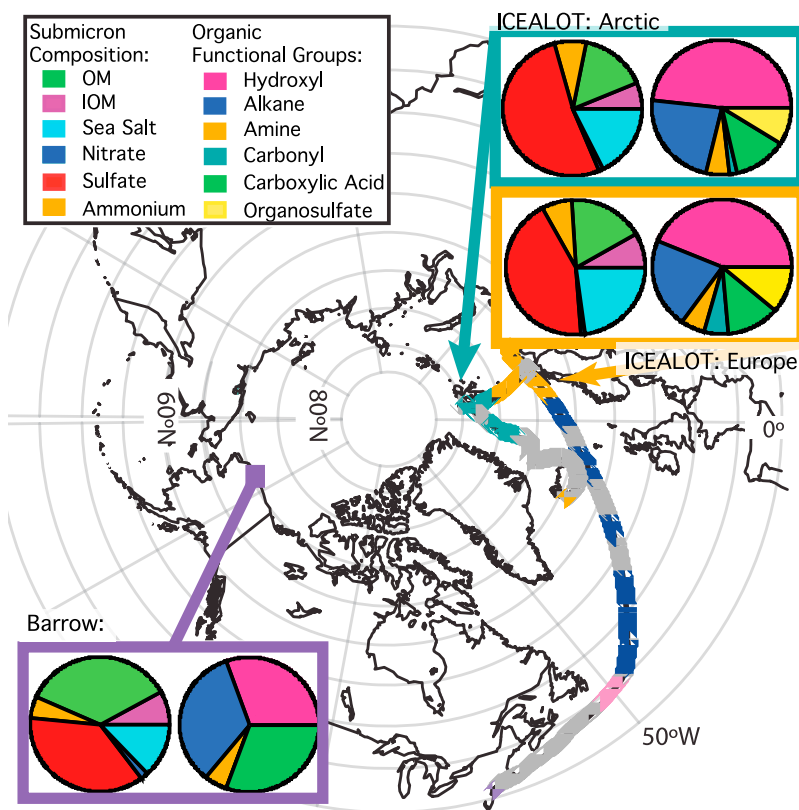 ICEALOT: Arctic
Submicron
Composition:
OM
IOM
Sea Salt
Nitrate
Sulfate
Ammonium
Organic
Functional Groups:
Hydroxyl
Alkane
Amine
Carbonyl
Carboxylic Acid
Organosulfate
ICEALOT: Europe
60ºN
80ºN
0º
Barrow:
50ºW